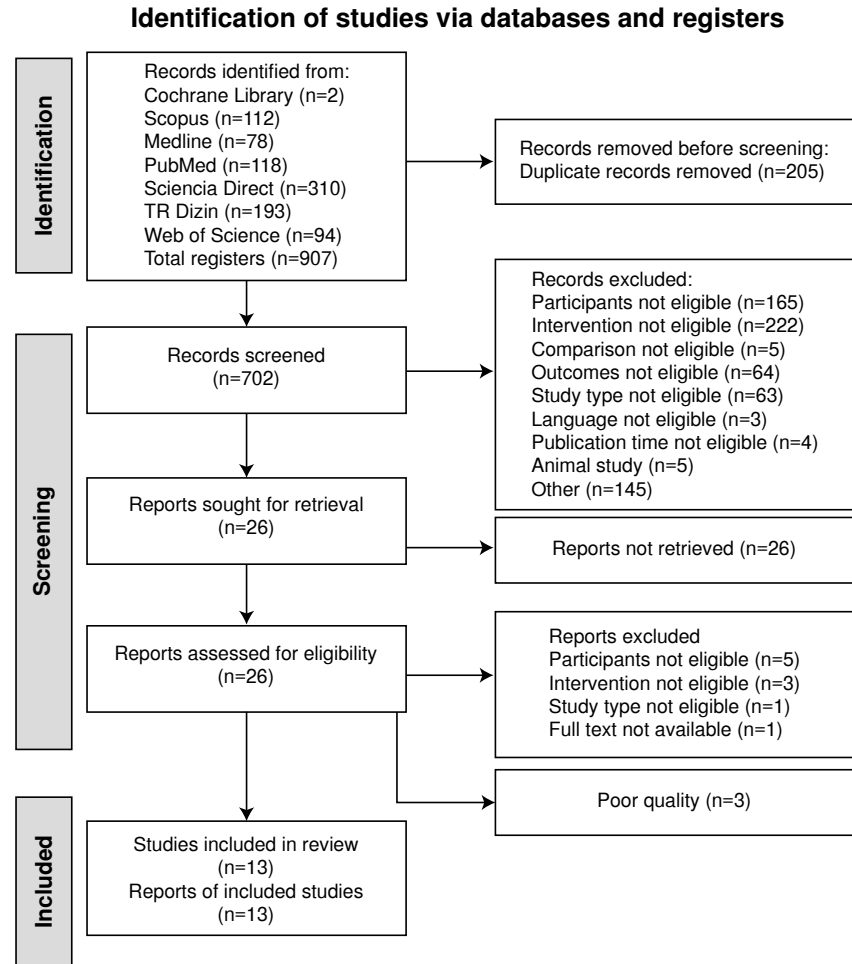 Identification of studies via databases and registers
Identification
Records identified from:
Cochrane Library (n=2)
Scopus (n=112)
Medline (n=78)
PubMed (n=118)
Sciencia Direct (n=310)
TR Dizin (n=193)
Web of Science (n=94)
Total registers (n=907)
Records removed before screening:
Duplicate records removed (n=205)
Screening
Records screened
(n=702)
Records excluded:
Participants not eligible (n=165)
Intervention not eligible (n=222)
Comparison not eligible (n=5)
Outcomes not eligible (n=64)
Study type not eligible (n=63)
Language not eligible (n=3)
Publication time not eligible (n=4)
Animal study (n=5)
Other (n=145)
Reports sought for retrieval
(n=26)
Reports not retrieved (n=26)
Reports assessed for eligibility
(n=26)
Reports excluded
Participants not eligible (n=5)
Intervention not eligible (n=3)
Study type not eligible (n=1)
Full text not available (n=1)
Poor quality (n=3)
Included
Studies included in review
(n=13)
Reports of included studies
(n=13)